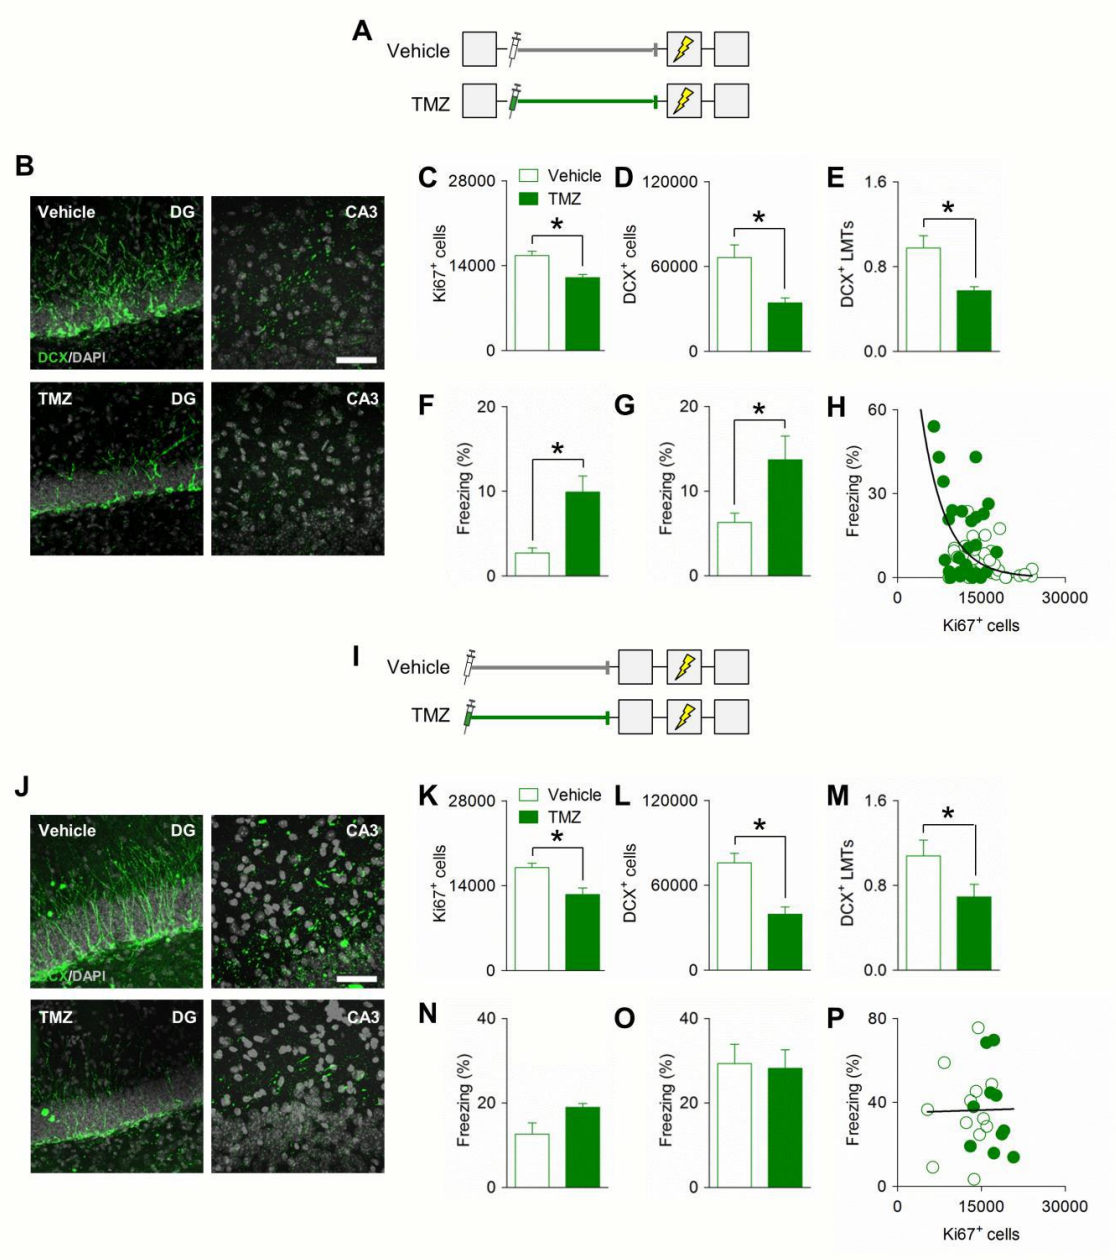 A
Vehicle
TMZ
B
Vehicle DG
CA3
DCX/DAPI
TMZ DG
CA3
C
Vehicle
TMZ
28000
14000
0
Ki67+ cells
*
D
120000
60000
0
DCX+ cells
*
E
1.6
0.8
0.0
DCX+ LMTs
*
F
20
10
0
Freezing (%)
*
G
20
10
0
Freezing (%)
*
H
60
30
0
Freezing (%)
0 15000 30000
Ki67+ cells
I
Vehicle
TMZ
J
Vehicle DG
CA3
CX/DAPI
TMZ DG
CA3
K
Vehicle
TMZ
28000
14000
0
Ki67+ cells
*
L
120000
60000
0
DCX+ cells
*
M
1.6
0.8
0.0
DCX+ LMTs
*
N
40
20
0
Freezing (%)
O
40
20
0
Freezing (%)
P
80
40
0
Freezing (%)
0 15000 30000
Ki67+ cells